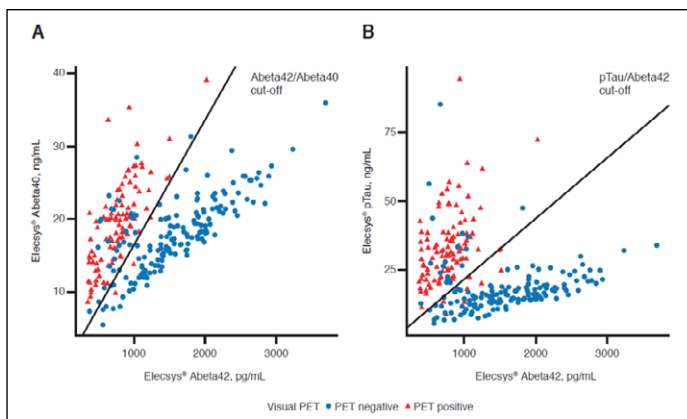 A
B
Abeta42/Abeta40
cut-off
pTau/Abeta42
cut-off
Elecsys® Abeta40, ng/mL
40
30
20
10
1000
2000
3000
Elecsys® Abeta42, pg/mL
Elecsys® pTau, ng/mL
75
50
25
1000
2000
3000
Elecsys® Abeta42, pg/mL
Visual PET PET negative PET positive